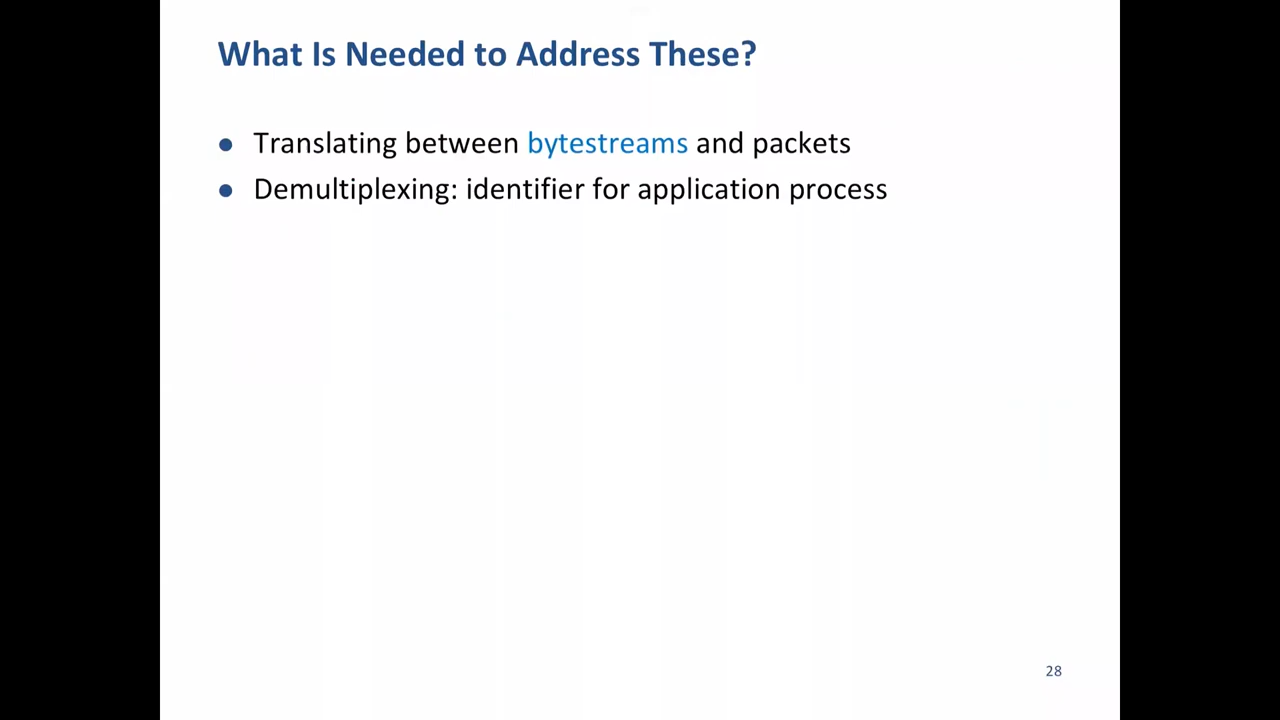 What Is Needed to Address These?
● Translating between bytestreams and packets
● Demultiplexing: identifier for application process
28